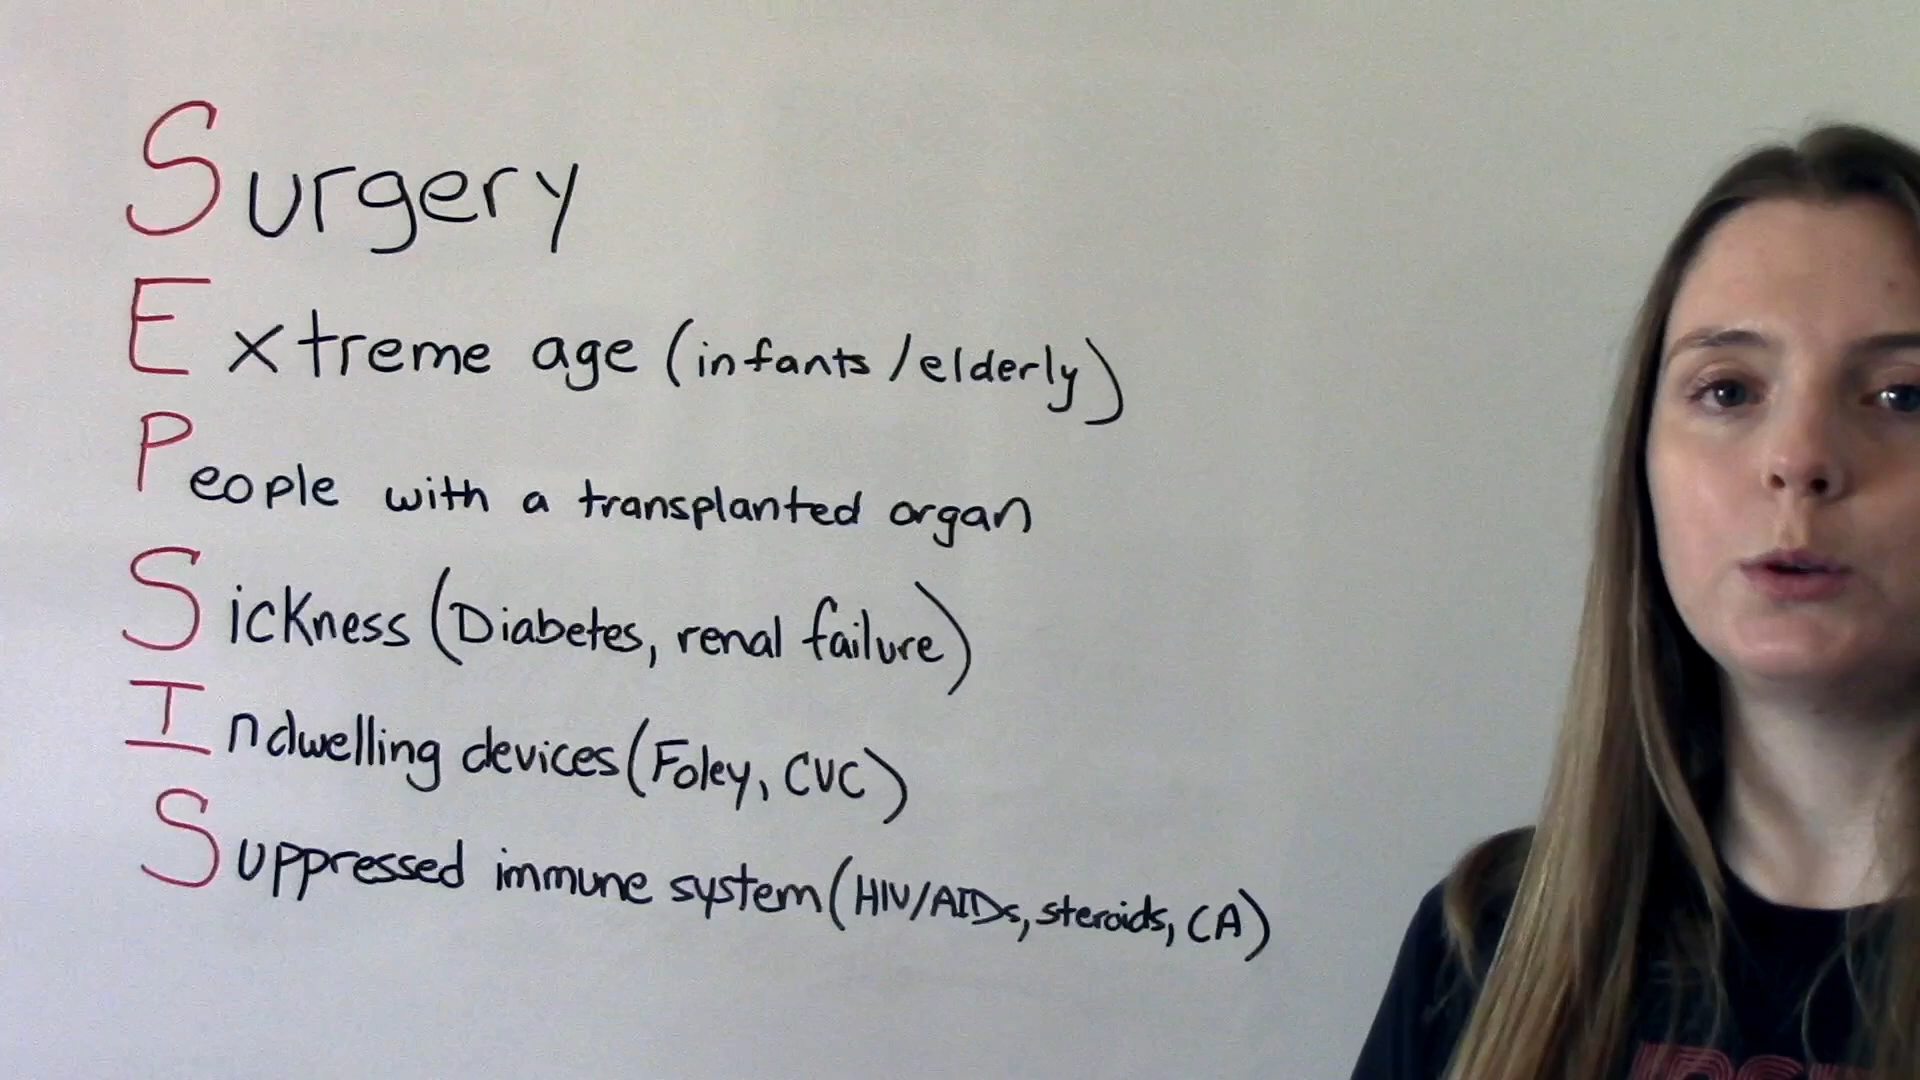 Surgery
Extreme age (infants/elderly)
People with a transplanted organ
Sickness (Diabetes, renal failure)
Indwelling devices (Foley, CVC)
Suppressed immune system (HIV/AIDs, steroids, CA)